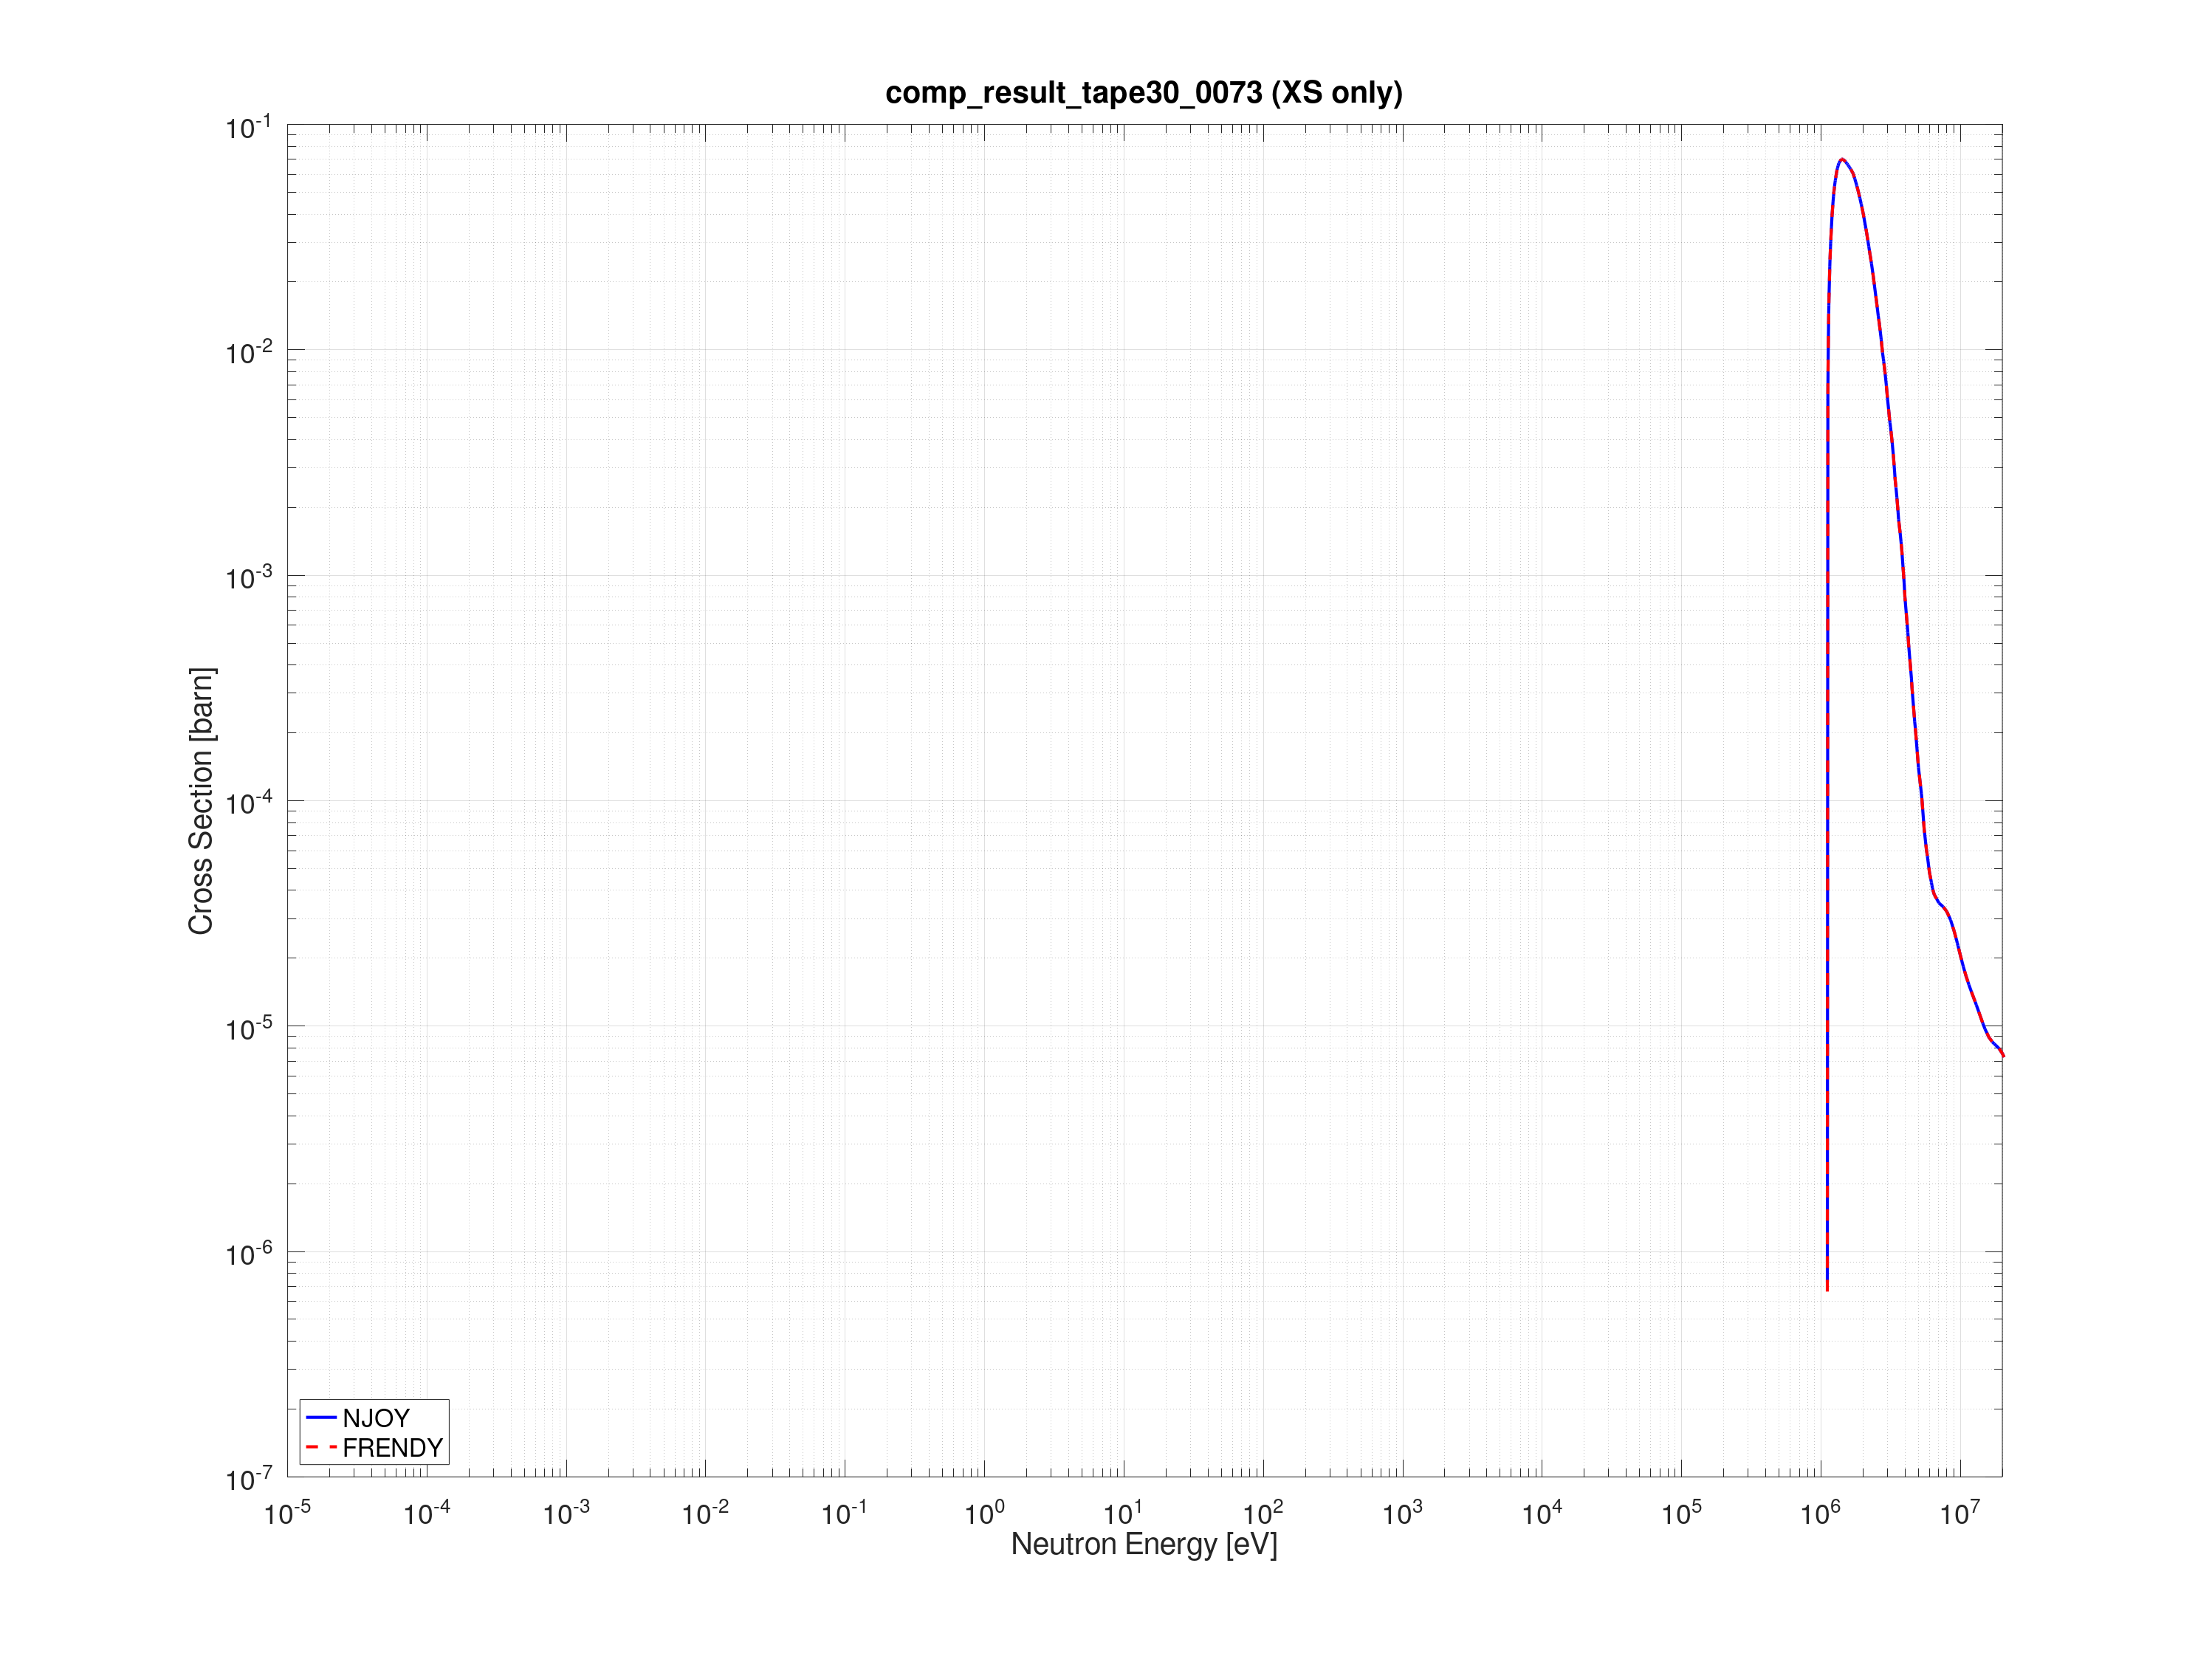 comp_result_tape30_0073 (XS only)
10^-1
10^-2
10^-3
10^-4
10^-5
10^-6
10^-7
Cross Section [barn]
NJOY
FRENDY
10^-5 10^-4 10^-3 10^-2 10^-1 10^0 10^1 10^2 10^3 10^4 10^5 10^6 10^7
Neutron Energy [eV]